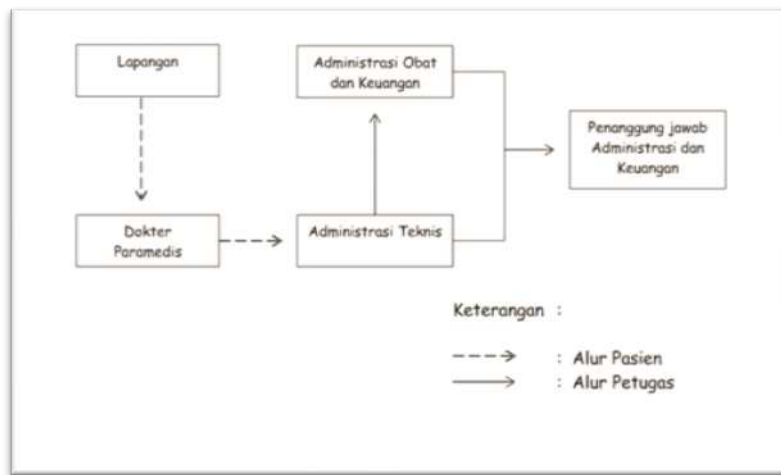 Lapangan
Administrasi Obat
dan Keuangan
Penanggung jawab
Administrasi dan
Keuangan
Dokter
Paramedis
Administrasi Teknis
Keterangan :
: Alur Pasien
: Alur Petugas